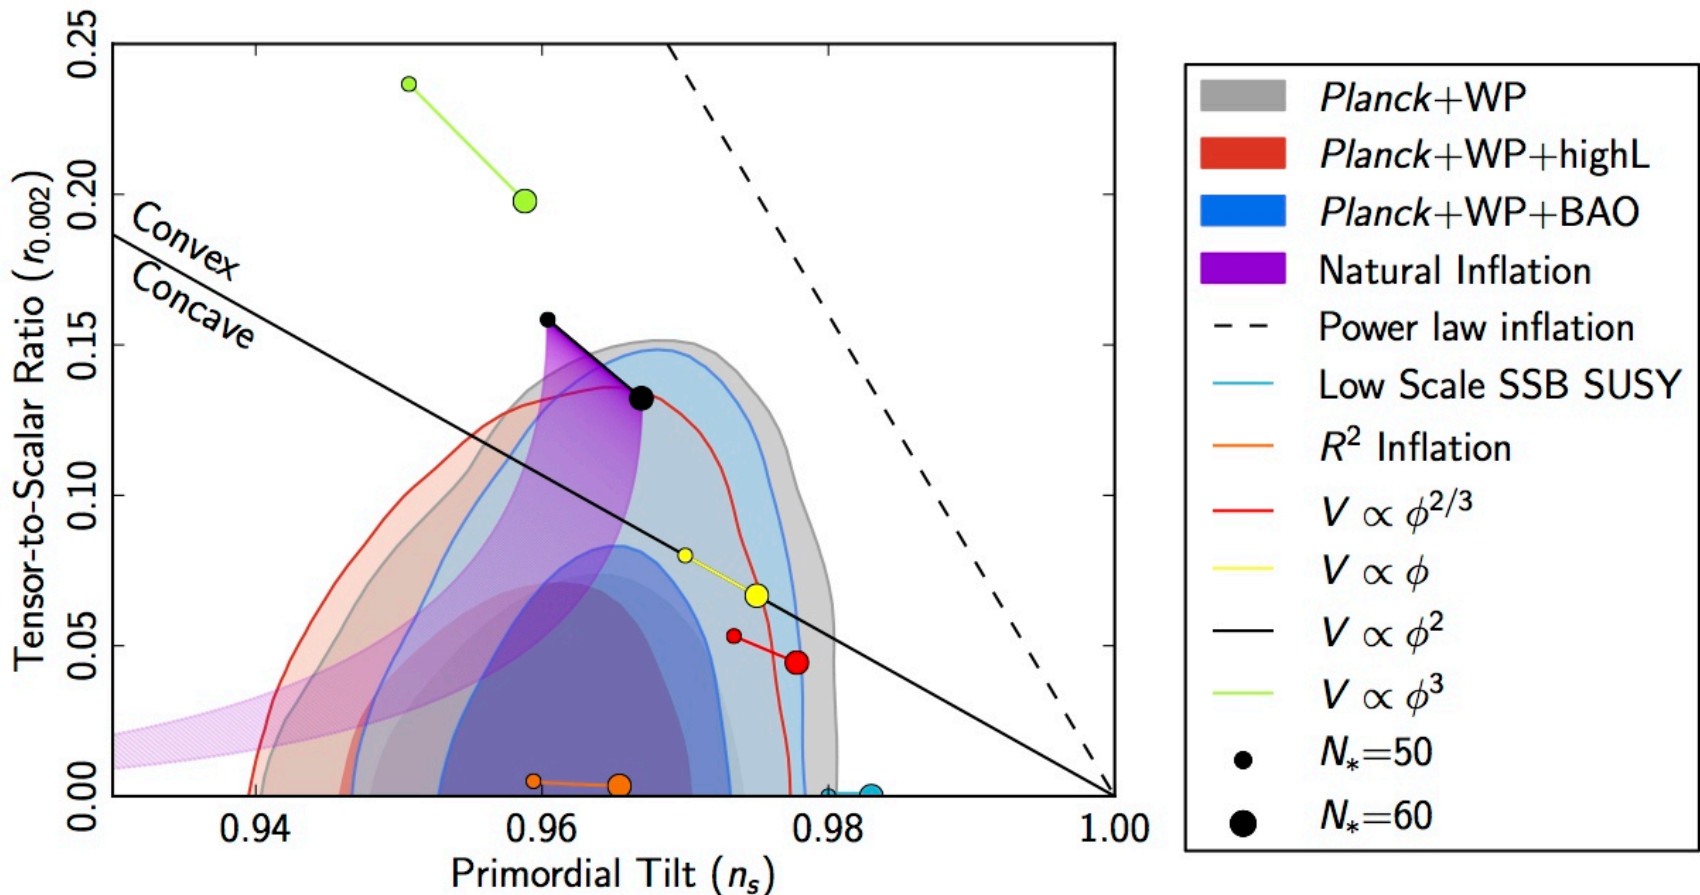 0.25
0.20
0.15
0.10
0.05
0.00
Tensor-to-Scalar Ratio (r₀.₀₀₂)
Convex
Concave
0.94 0.96 0.98 1.00
Primordial Tilt (nₛ)
Planck+WP
Planck+WP+highL
Planck+WP+BAO
Natural Inflation
Power law inflation
Low Scale SSB SUSY
R² Inflation
V ∝ ϕ²ᐟ³
V ∝ ϕ
V ∝ ϕ²
V ∝ ϕ³
N*=50
N*=60